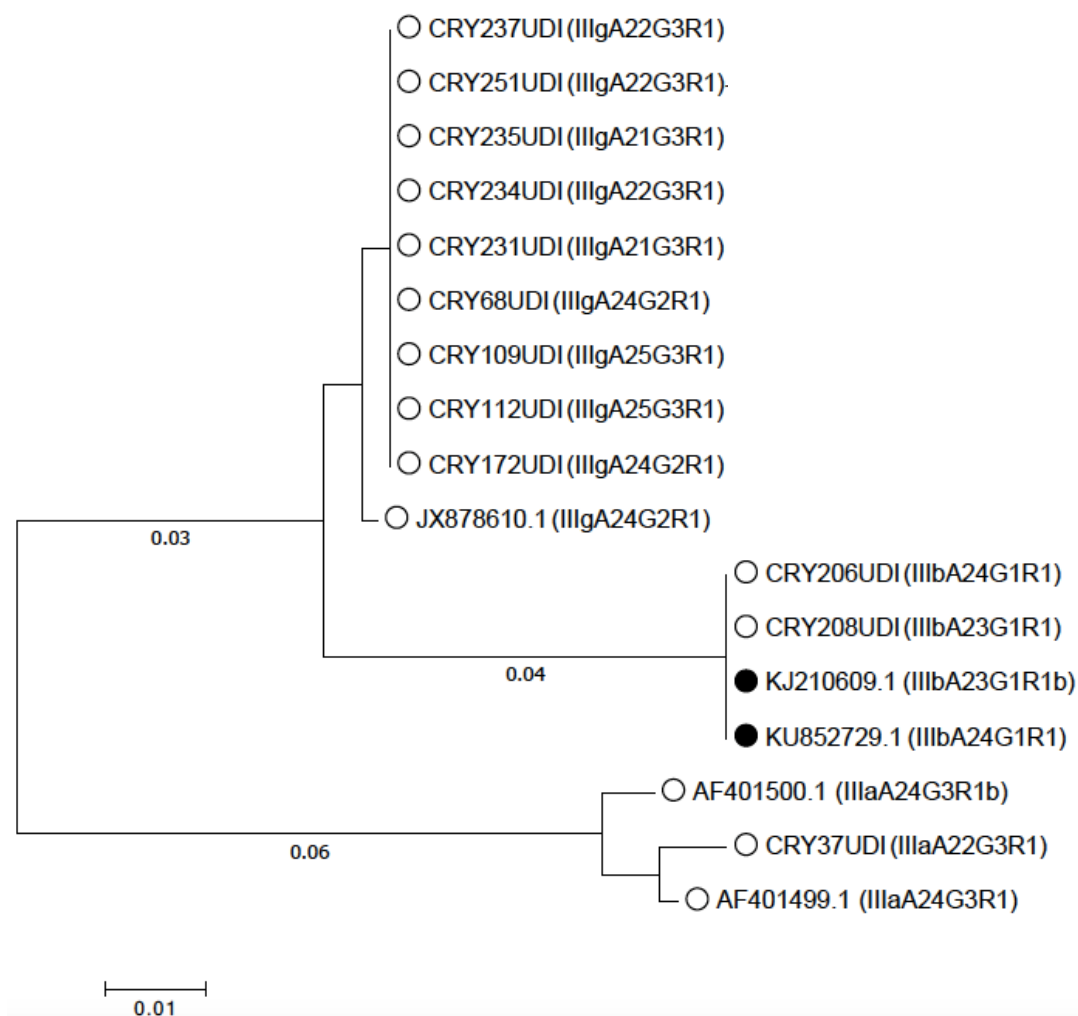 CRY237UDI(IIIgA22G3R1)
CRY251UDI(IIIgA22G3R1)
CRY235UDI(IIIgA21G3R1)
CRY234UDI(IIIgA22G3R1)
CRY231UDI(IIIgA21G3R1)
CRY68UDI(IIIgA24G2R1)
CRY109UDI(IIIgA25G3R1)
CRY112UDI(IIIgA25G3R1)
CRY172UDI(IIIgA24G2R1)
JX878610.1 (IIIgA24G2R1)
0.03
CRY206UDI(IIIbA24G1R1)
CRY208UDI(IIIbA23G1R1)
0.04
KJ210609.1 (IIIbA23G1R1b)
KU852729.1 (IIIbA24G1R1)
AF401500.1 (IIIaA24G3R1b)
0.06
CRY37UDI(IIIaA22G3R1)
AF401499.1 (IIIaA24G3R1)
0.01